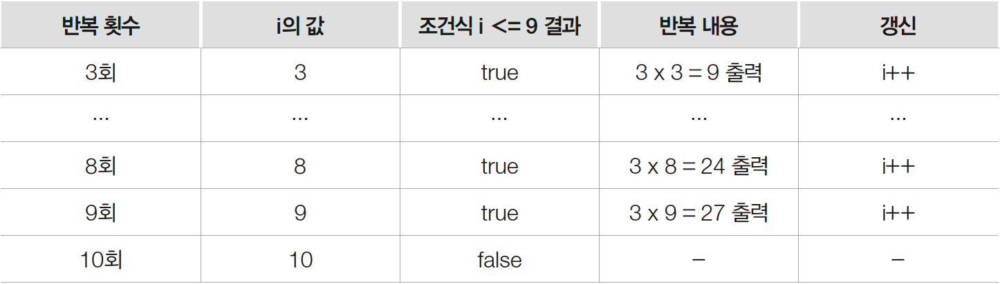 반복 횟수 i의 값 조건식 i <= 9 결과 반복 내용 갱신
3회 3 true 3 x 3 = 9 출력 i++
... ... ... ... ...
8회 8 true 3 x 8 = 24 출력 i++
9회 9 true 3 x 9 = 27 출력 i++
10회 10 false – –